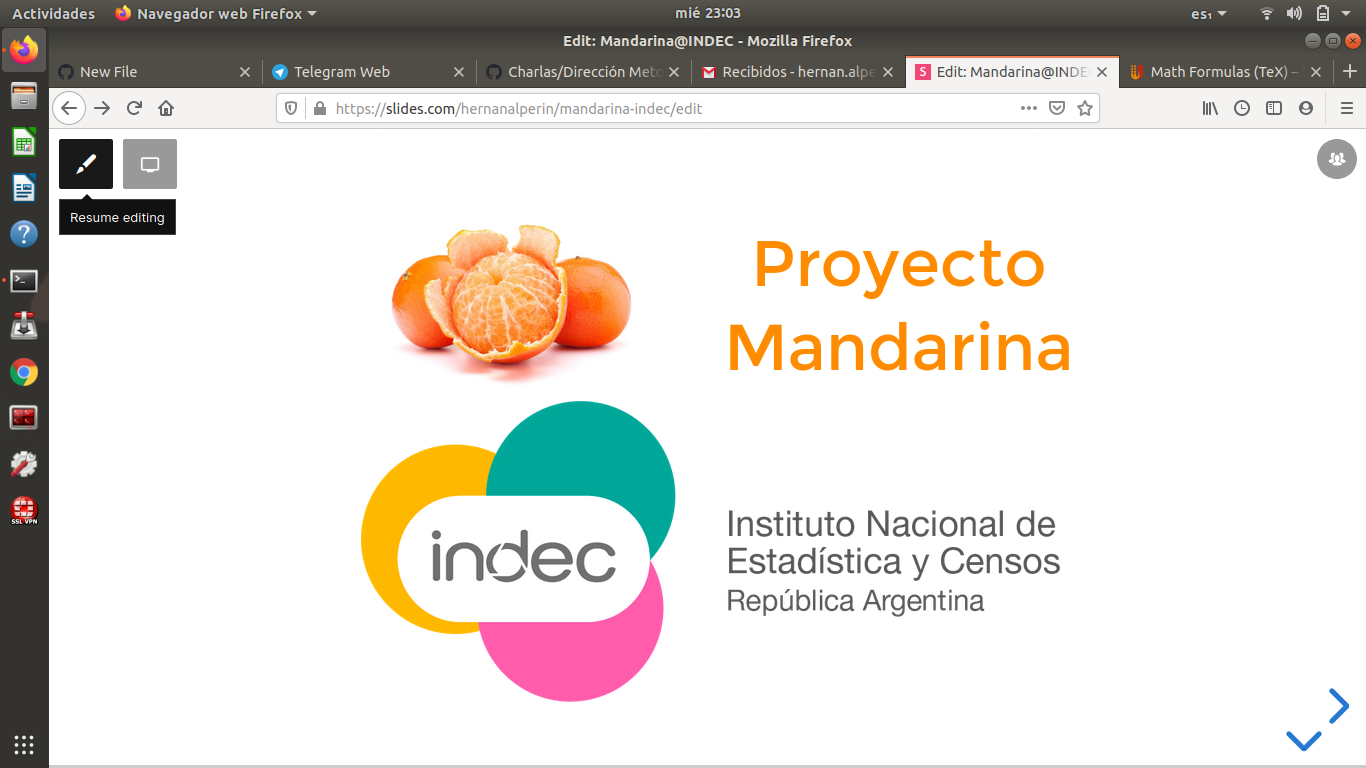 Actividades Navegador web Firefox mié 23:03 es₁
Edit: Mandarina@INDEC - Mozilla Firefox
New File Telegram Web Charlas/Dirección Meto Recibidos - hernan.alpe Edit: Mandarina@INDE Math Formulas (TeX) –
https://slides.com/hernanalperin/mandarina-indec/edit
Resume editing
Proyecto
Mandarina
indec
Instituto Nacional de
Estadística y Censos
República Argentina
SSL VPN